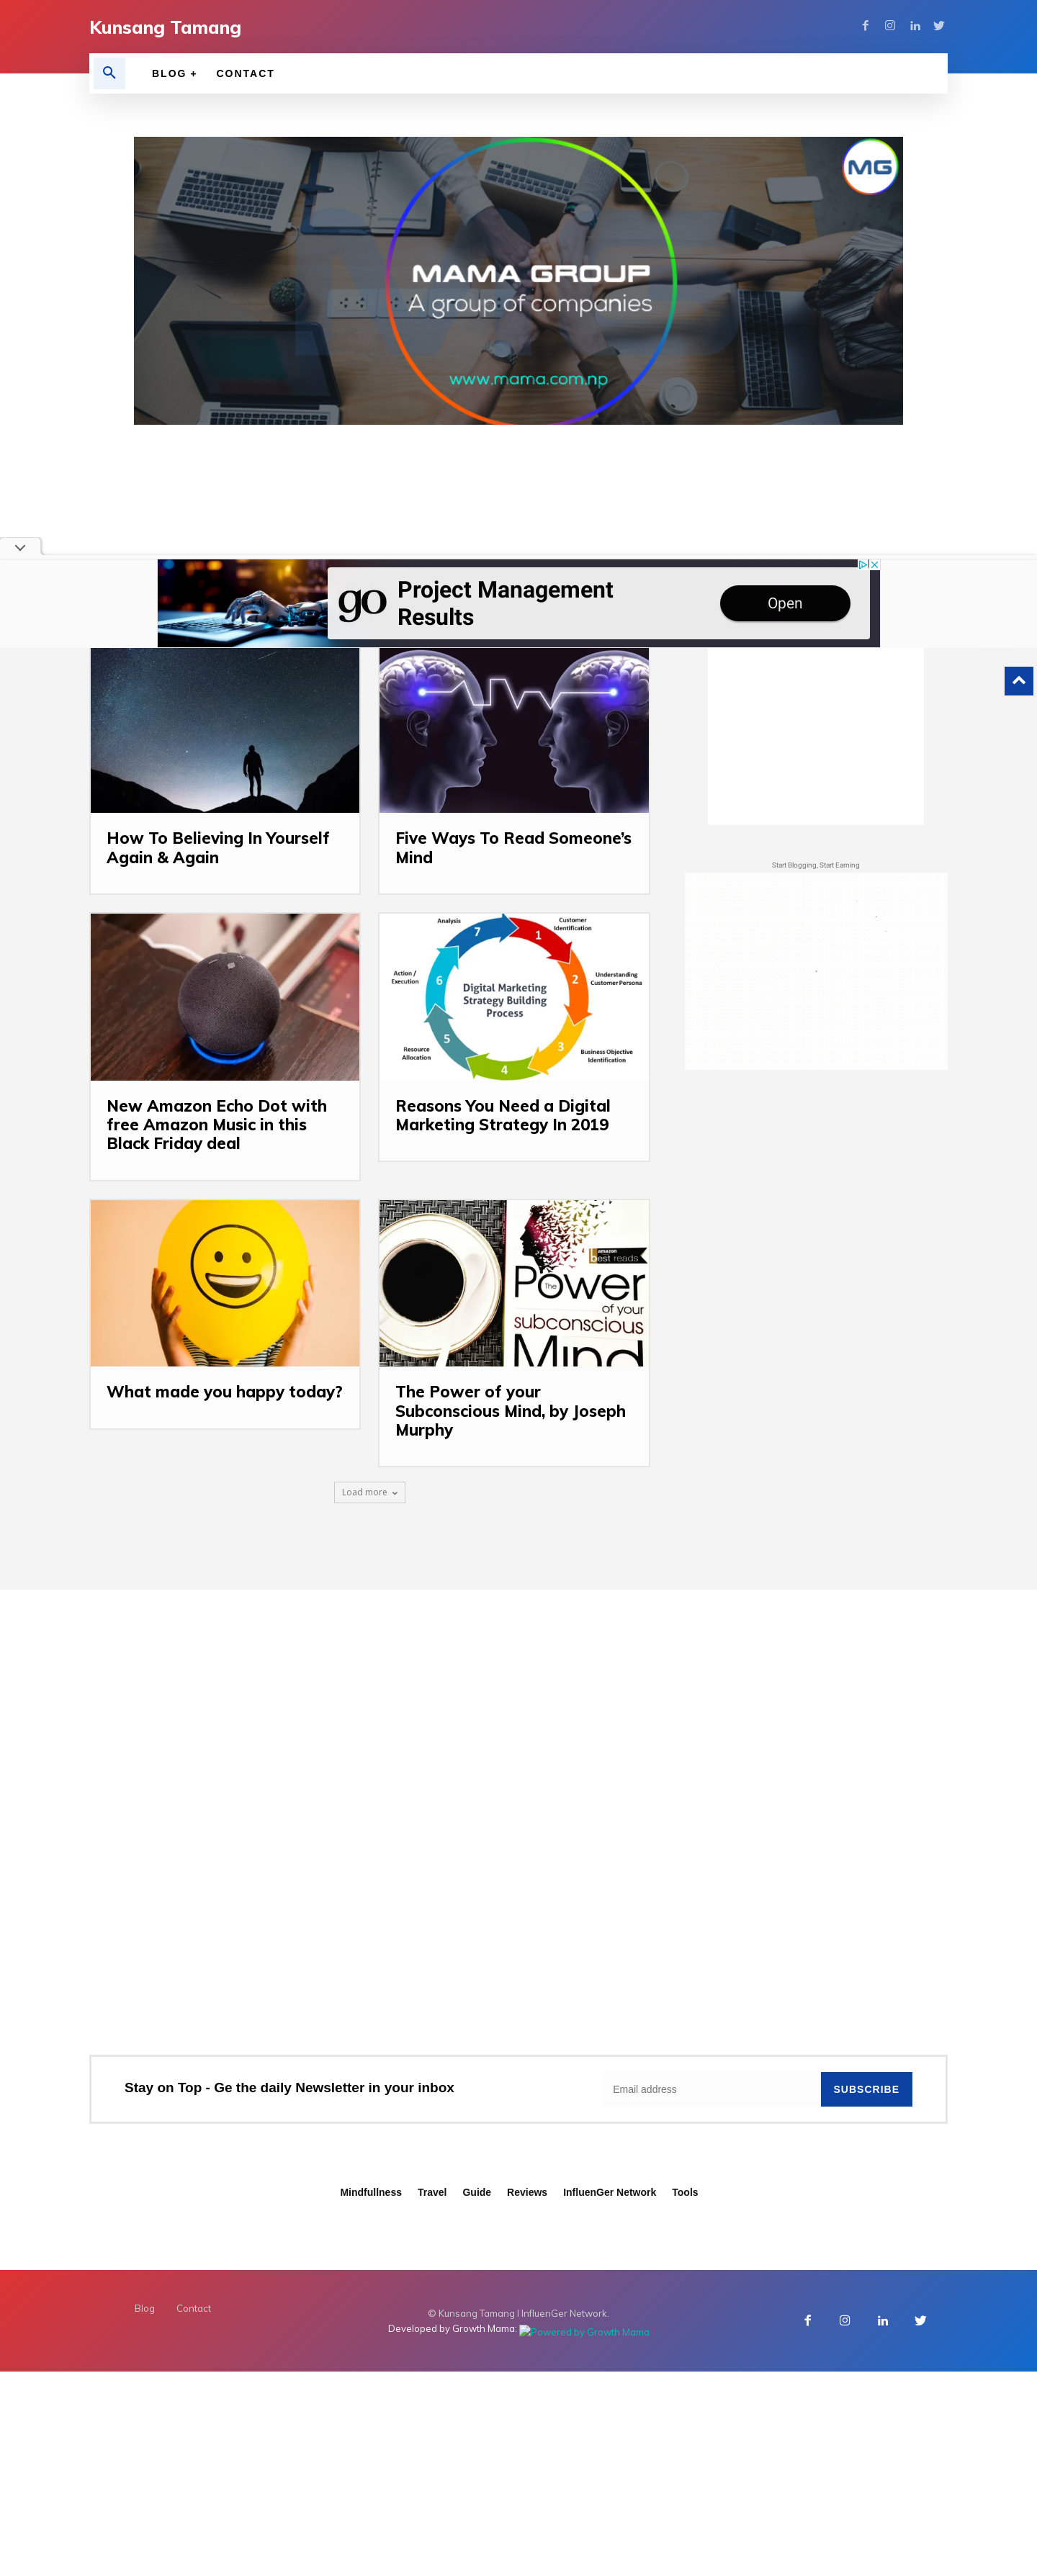 Kunsang Tamang
BLOG +
CONTACT
MG
MAMA GROUP
A group of companies
www.mama.com.np
go
Project Management
Results
Open
How To Believing In Yourself
Again & Again
Five Ways To Read Someone's
Mind
Start Blogging, Start Earning
New Amazon Echo Dot with
free Amazon Music in this
Black Friday deal
Analysis
Customer
Identification
7
1
Action /
Execution
6
2
Understanding
Customer Persona
Digital Marketing
Strategy Building
Process
Resource
Allocation
5
3
Business Objective
Identification
4
Reasons You Need a Digital
Marketing Strategy In 2019
What made you happy today?
amazon
best reads
The
Power
of your
subconscious
Mind
The Power of your
Subconscious Mind, by Joseph
Murphy
Load more
Stay on Top - Ge the daily Newsletter in your inbox
Email address
SUBSCRIBE
Mindfullness Travel Guide Reviews InfluenGer Network Tools
Blog Contact
© Kunsang Tamang I InfluenGer Network.
Developed by Growth Mama: Powered by Growth Mama